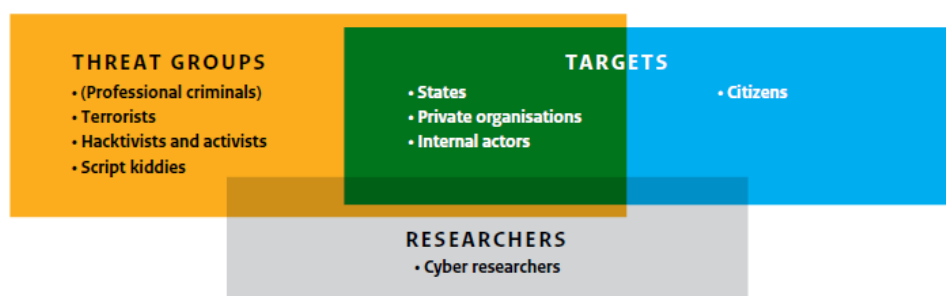 THREAT GROUPS
• (Professional criminals)
• Terrorists
• Hacktivists and activists
• Script kiddies
TARGETS
• States
• Private organisations
• Internal actors
• Citizens
RESEARCHERS
• Cyber researchers